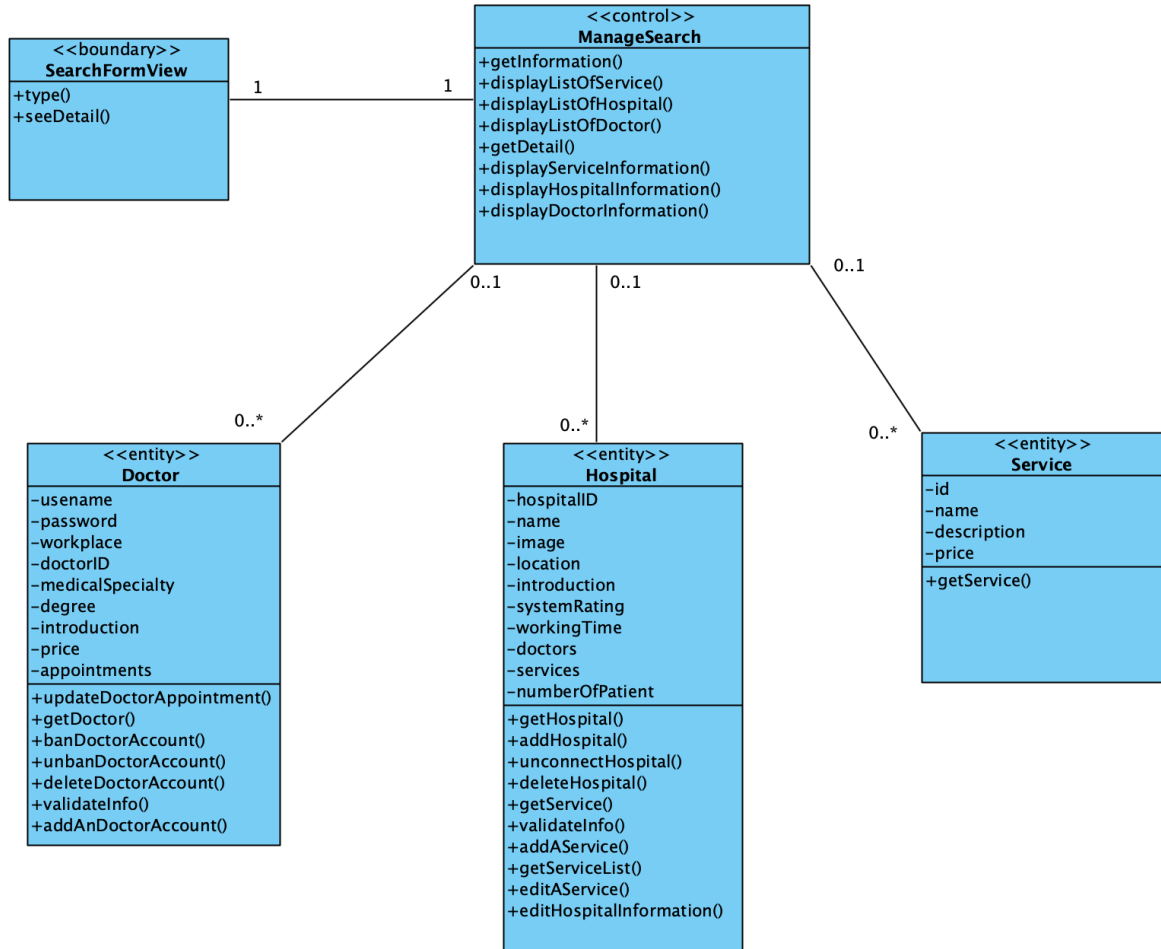 <<boundary>>
SearchFormView
+type()
+seeDetail()
1
1
<<control>>
ManageSearch
+getInformation()
+displayListOfService()
+displayListOfHospital()
+displayListOfDoctor()
+getDetail()
+displayServiceInformation()
+displayHospitalInformation()
+displayDoctorInformation()
0..1
0..1
0..1
0..*
0..*
0..*
<<entity>>
Doctor
-usename
-password
-workplace
-doctorID
-medicalSpecialty
-degree
-introduction
-price
-appointments
+updateDoctorAppointment()
+getDoctor()
+banDoctorAccount()
+unbanDoctorAccount()
+deleteDoctorAccount()
+validateInfo()
+addAnDoctorAccount()
<<entity>>
Hospital
-hospitalID
-name
-image
-location
-introduction
-systemRating
-workingTime
-doctors
-services
-numberOfPatient
+getHospital()
+addHospital()
+unconnectHospital()
+deleteHospital()
+getService()
+validateInfo()
+addAService()
+getServiceList()
+editAService()
+editHospitalInformation()
<<entity>>
Service
-id
-name
-description
-price
+getService()